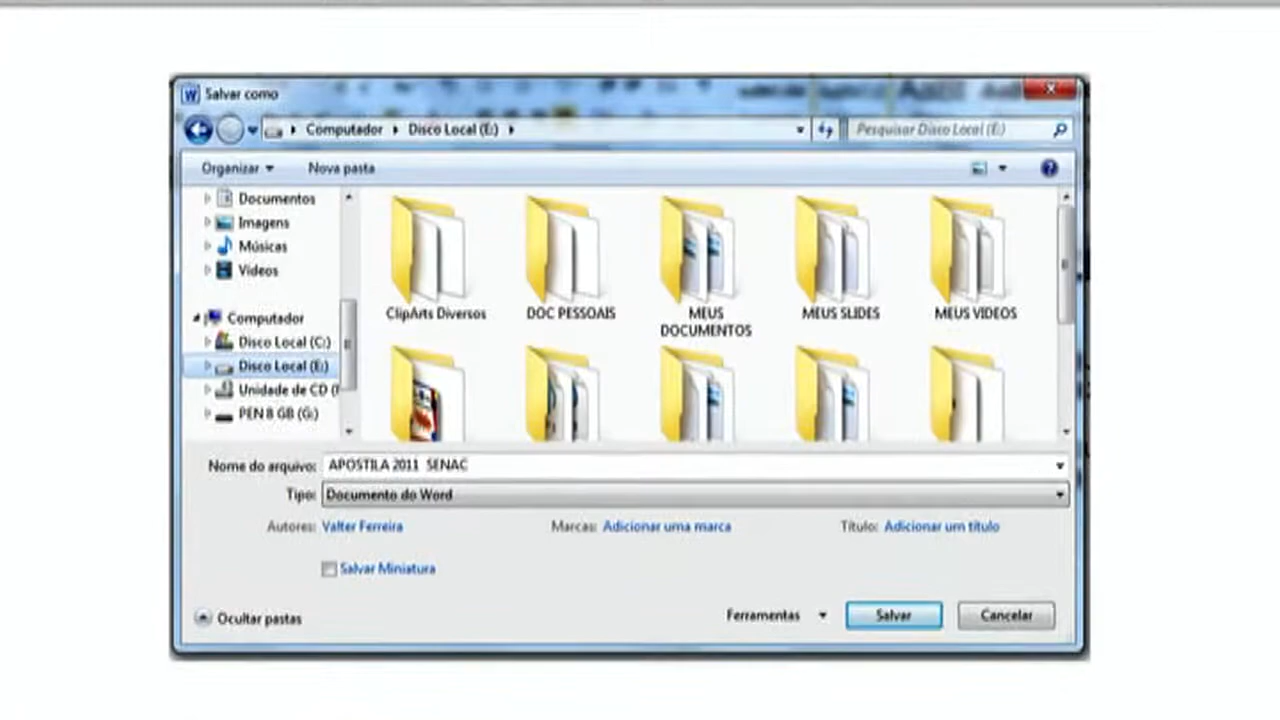 Salvar como
Computador Disco Local (E:)
Pesquisar Disco Local (E:)
Organizar
Nova pasta
Documentos
Imagens
Músicas
Vídeos
Computador
Disco Local (C:)
Disco Local (E:)
Unidade de CD (
PEN 8 GB (G:)
ClipArts Diversos
DOC PESSOAIS
MEUS
DOCUMENTOS
MEUS SLIDES
MEUS VIDEOS
Nome do arquivo: APOSTILA 2011 SENAC
Tipo: Documento do Word
Autores: Valter Ferreira
Marcas: Adicionar uma marca
Título: Adicionar um título
Salvar Miniatura
Ocultar pastas
Ferramentas
Salvar
Cancelar